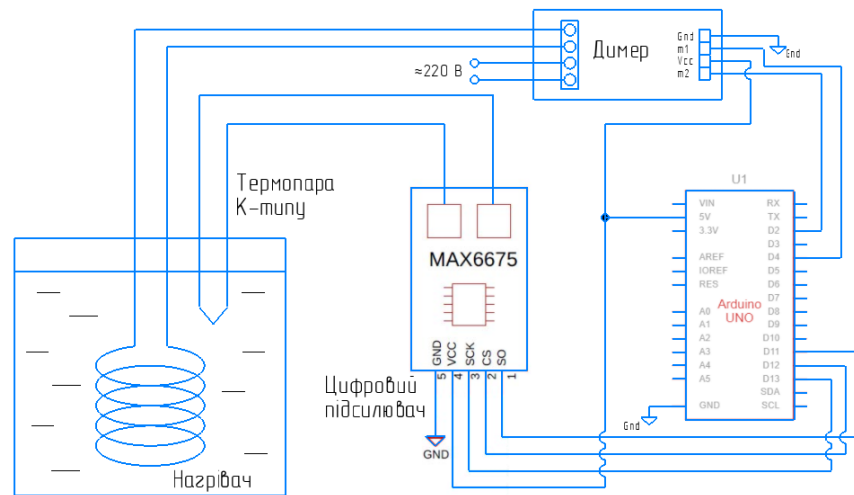 Димер
Gnd
m1
Vcc
m2
Gnd
≈220 В
Термопара
К-типу
MAX6675
GND
VCC
SCK
CS
SO
5
4
3
2
1
GND
Цифровий
підсилювач
Нагрівач
U1
VIN
5V
3.3V
AREF
IOREF
RES
A0
A1
A2
A3
A4
A5
GND
Arduino
UNO
RX
TX
D2
D3
D4
D5
D6
D7
D8
D9
D10
D11
D12
D13
SDA
SCL
Gnd